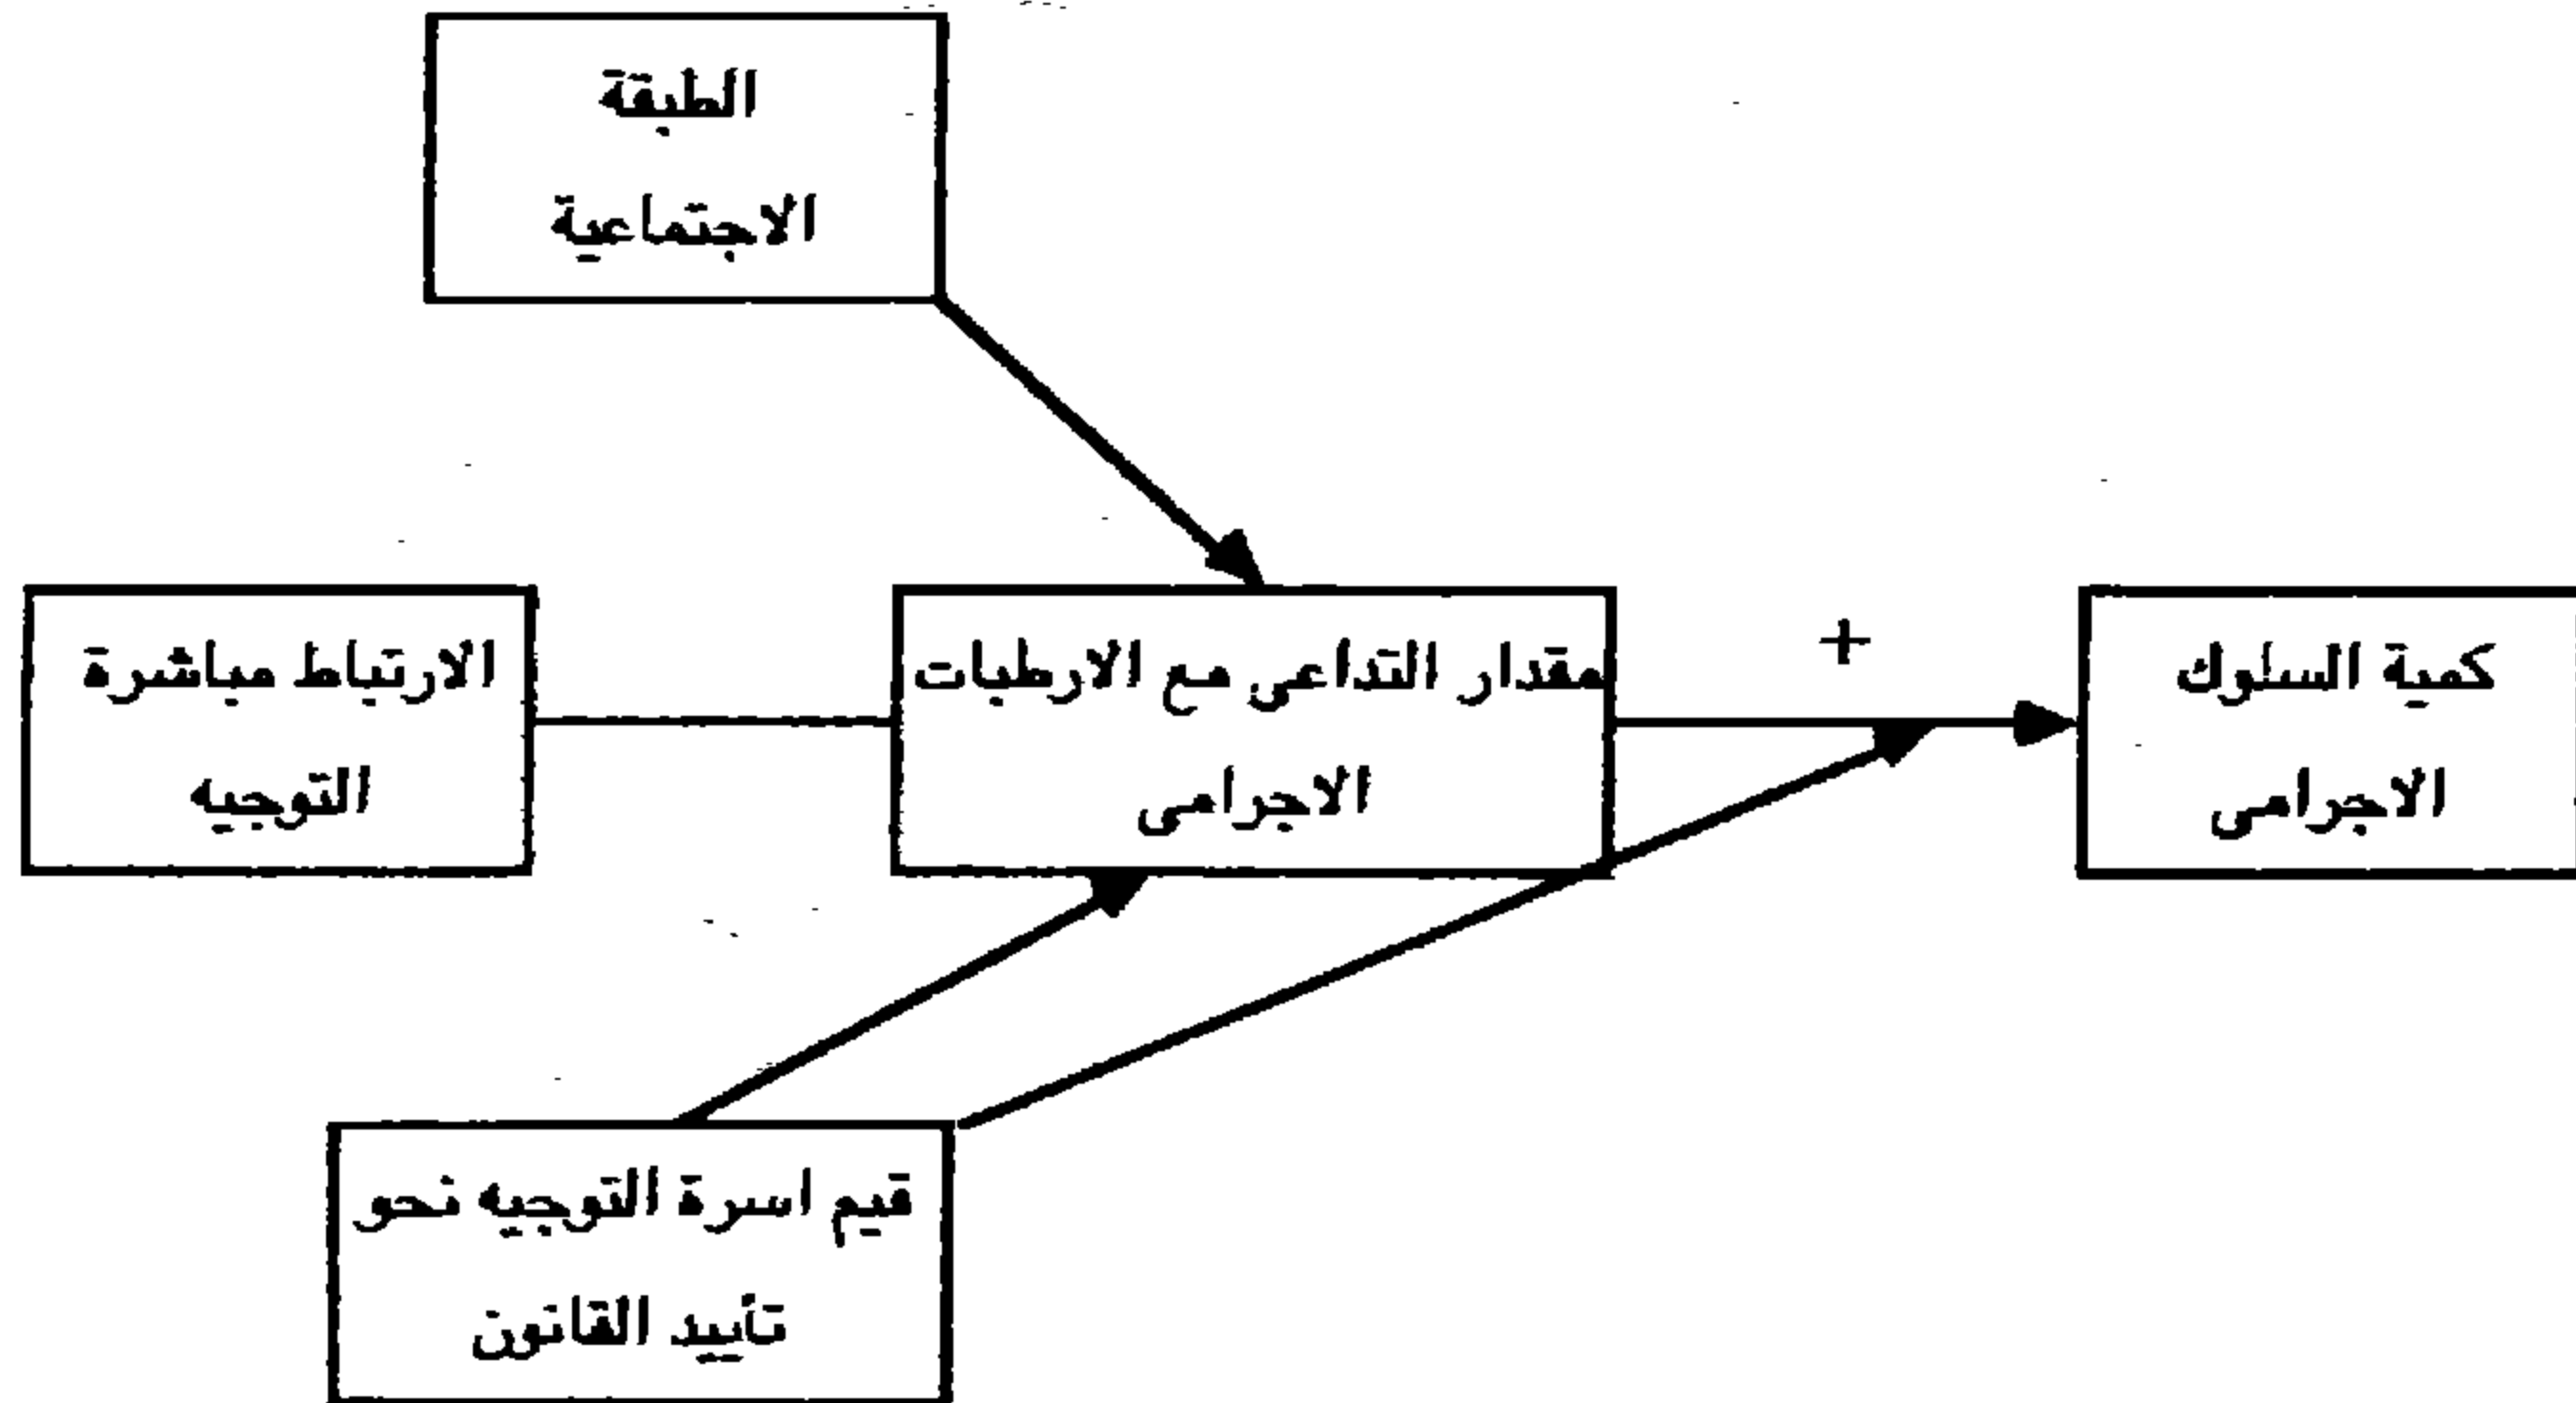 الطبقة
الاجتماعية
الارتباط مباشرة
التوجيه
مقدار التداعى مع الارطبات
الاجرامى
+
كمية السلوك
الاجرامى
قيم اسرة التوجيه نحو
تأييد القانون